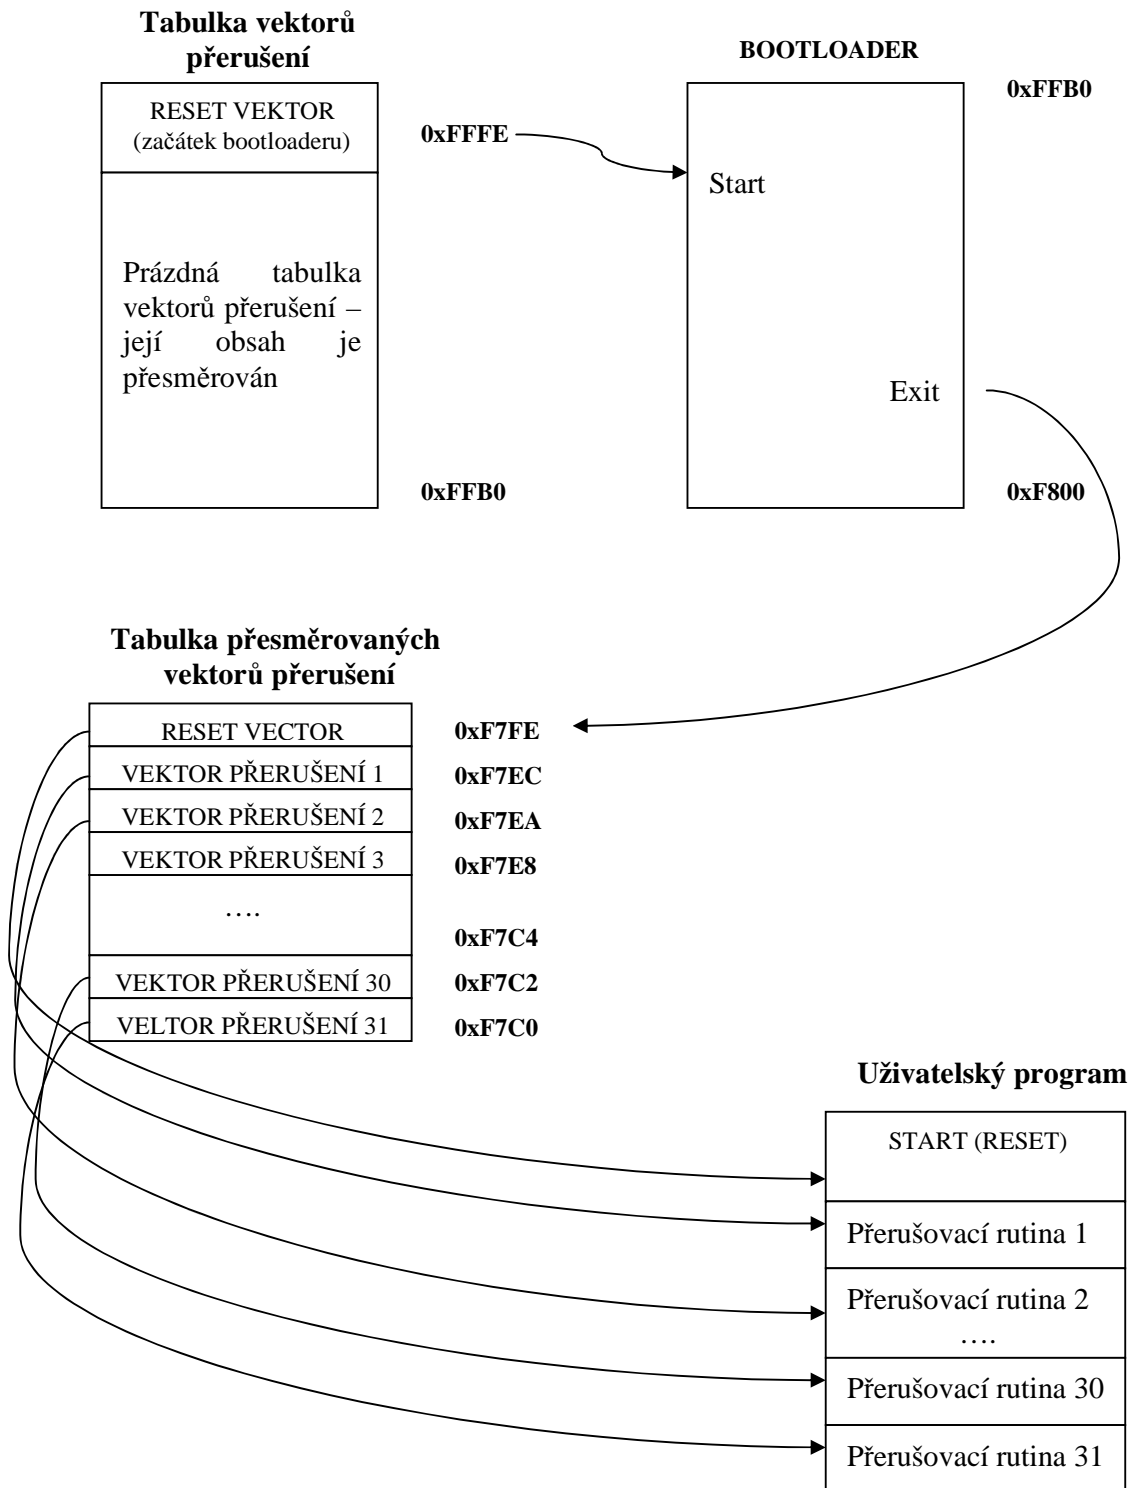 Tabulka vektorů
přerušení
RESET VEKTOR
(začátek bootloaderu)
0xFFFE
Prázdná tabulka
vektorů přerušení –
její obsah je
přesměrován
0xFFB0
BOOTLOADER
0xFFB0
Start
Exit
0xF800
Tabulka přesměrovaných
vektorů přerušení
RESET VECTOR
0xF7FE
VEKTOR PŘERUŠENÍ 1
0xF7EC
VEKTOR PŘERUŠENÍ 2
0xF7EA
VEKTOR PŘERUŠENÍ 3
0xF7E8
….
0xF7C4
VEKTOR PŘERUŠENÍ 30
0xF7C2
VELTOR PŘERUŠENÍ 31
0xF7C0
Uživatelský program
START (RESET)
Přerušovací rutina 1
Přerušovací rutina 2
….
Přerušovací rutina 30
Přerušovací rutina 31